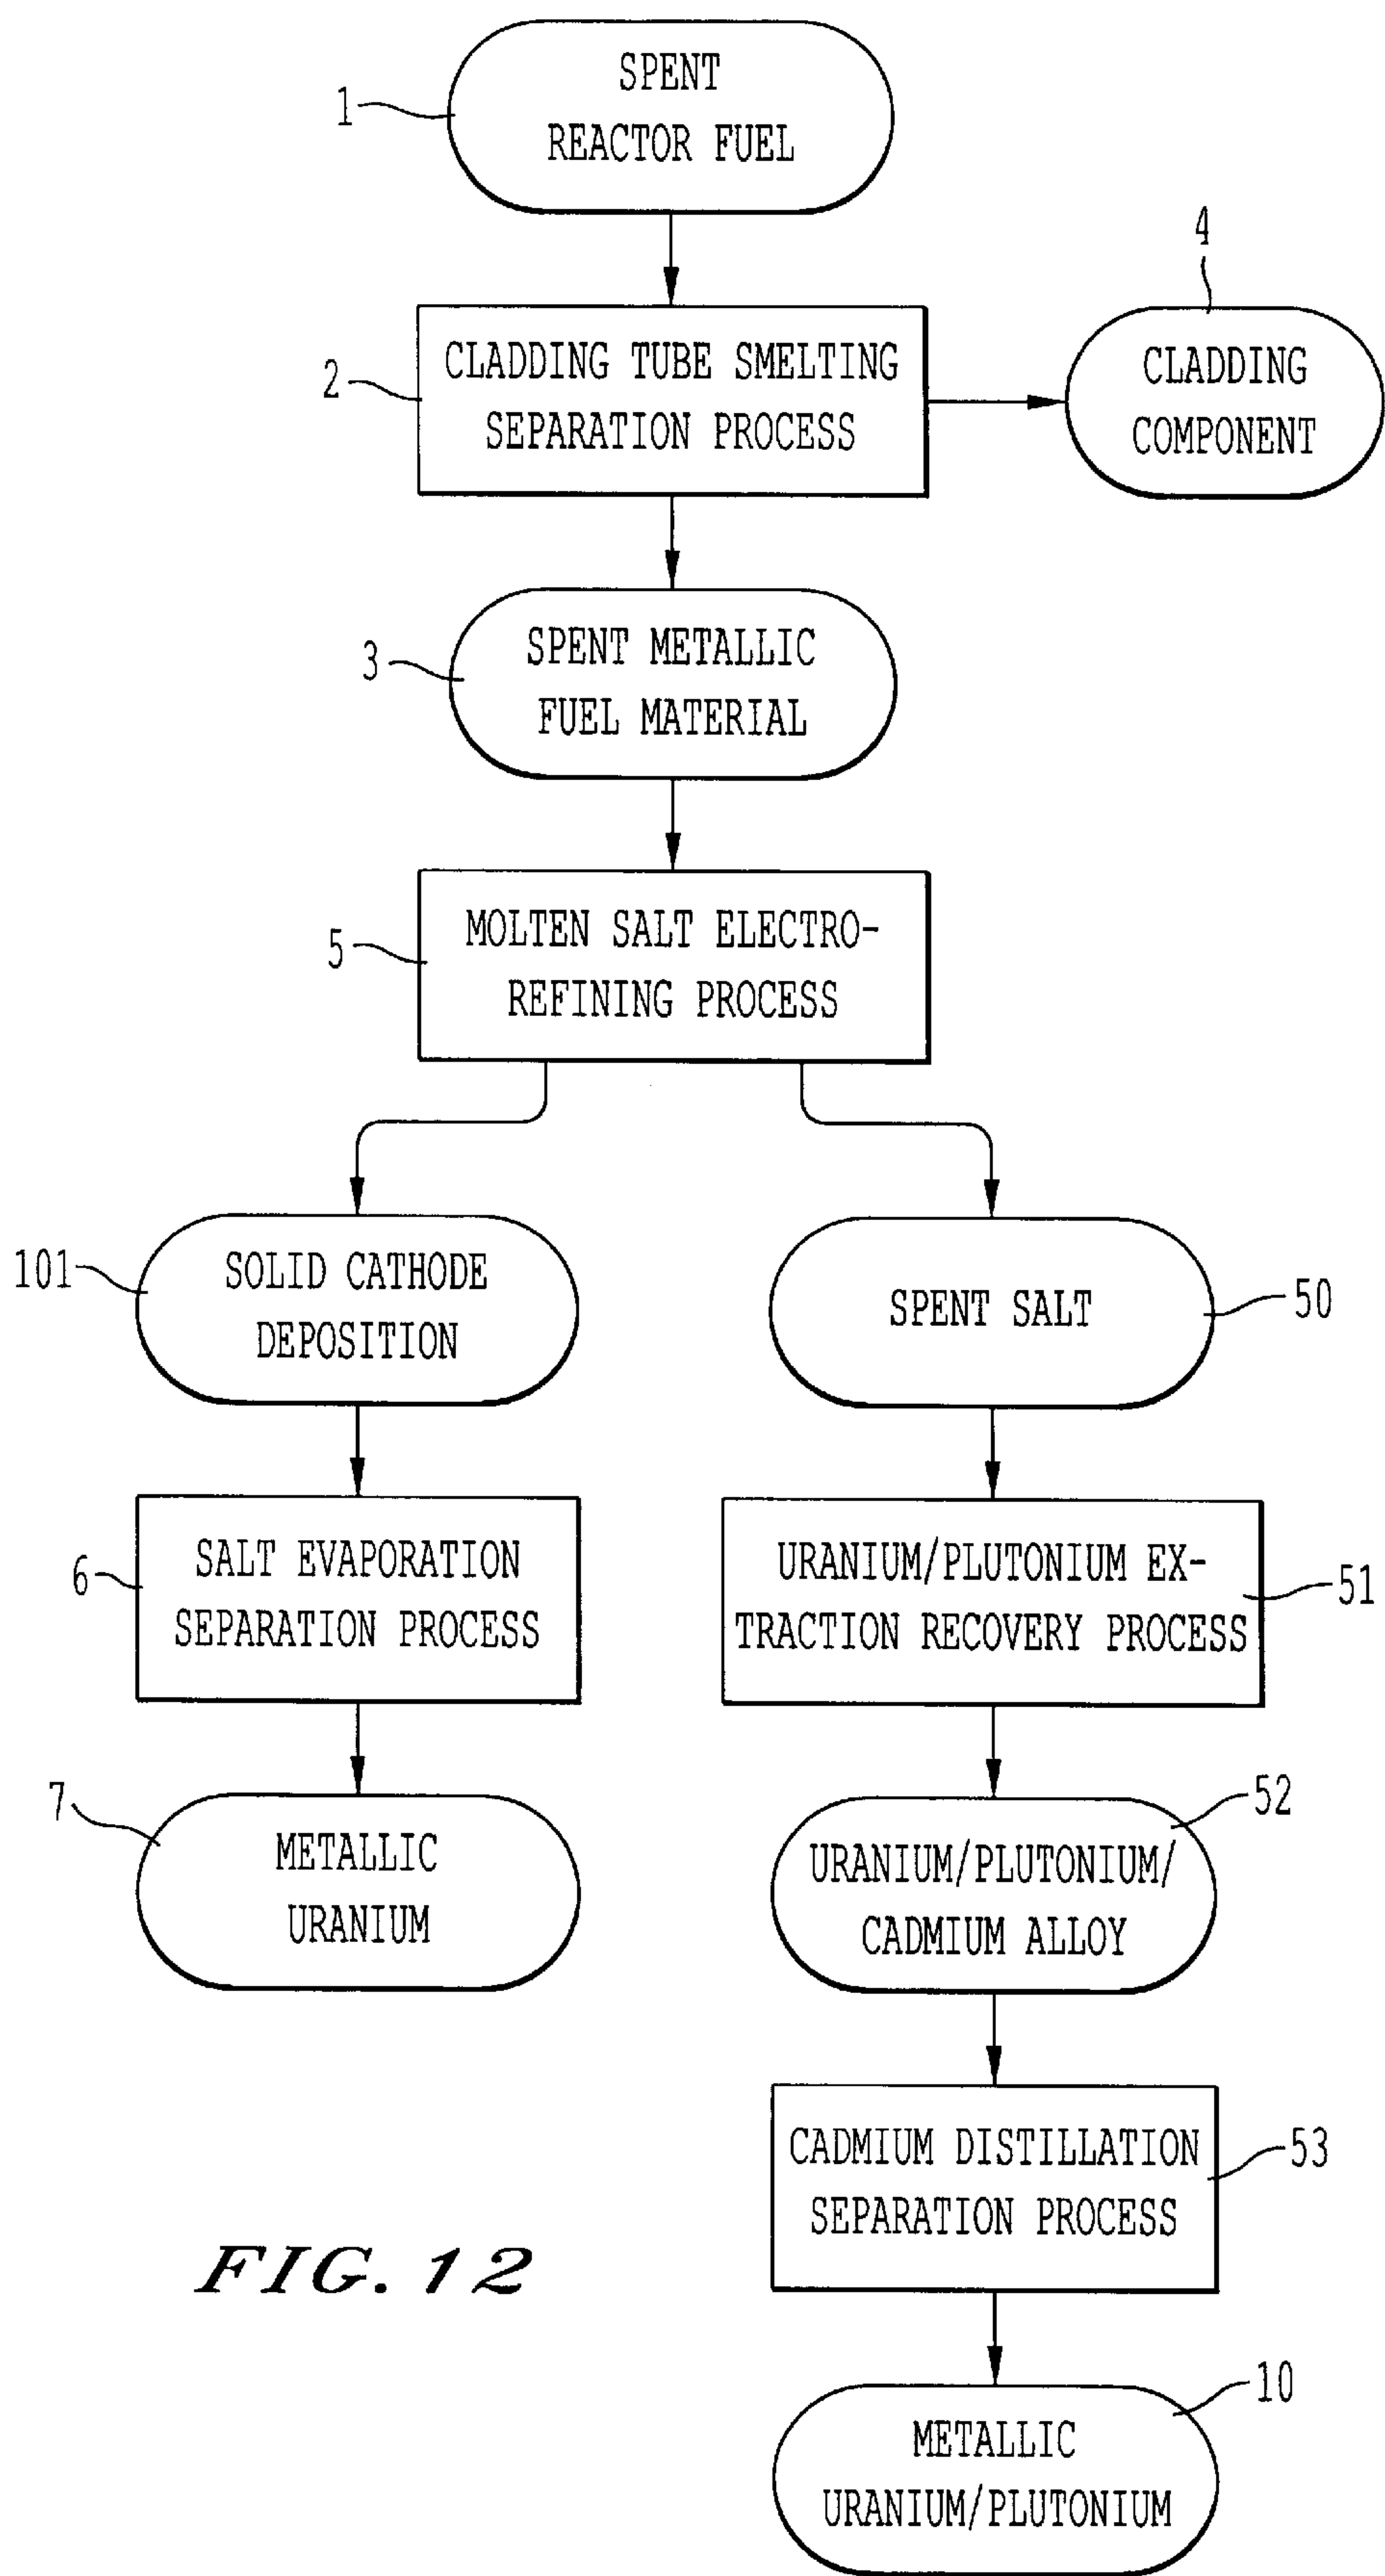 SPENT
REACTOR FUEL
1
4
CLADDING TUBE SMELTING
SEPARATION PROCESS
2
CLADDING
COMPONENT
SPENT METALLIC
FUEL MATERIAL
3
MOLTEN SALT ELECTRO-
REFINING PROCESS
5
101
SOLID CATHODE
DEPOSITION
SPENT SALT
50
6
SALT EVAPORATION
SEPARATION PROCESS
URANIUM/PLUTONIUM EX-
TRACTION RECOVERY PROCESS
51
7
METALLIC
URANIUM
52
URANIUM/PLUTONIUM/
CADMIUM ALLOY
CADMIUM DISTILLATION
SEPARATION PROCESS
53
FIG. 12
10
METALLIC
URANIUM/PLUTONIUM